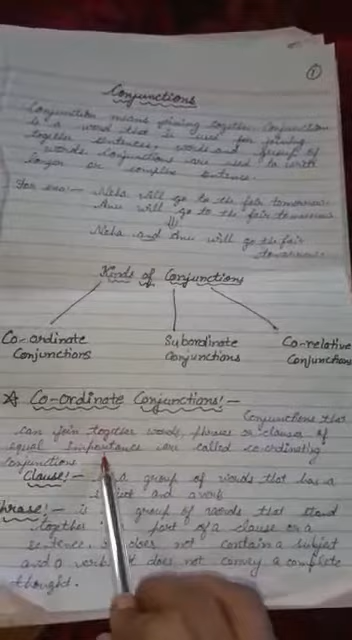 1
Conjunctions
Conjunction means joining together. Conjunction
is a word that is used for joining
together sentences, words and group of
words. Conjunctions are used to write
longer or complex sentence.
For exa:- Neha will go to the fair tomorrow.
Anu will go to the fair tomorrow
Neha and Anu will go the fair
tomorrow.
Kinds of Conjunctions
Co-ordinate Conjunctions
Subordinate Conjunctions
Co-relative Conjunctions
Co-ordinate Conjunctions!-
Conjunctions that
can join together words, phrases or clauses of
equal importance are called co-ordinating
Conjunctions
Clause!- a group of words that has a
and a verb
Phrase!- is group of words that stand
together part of a clause or a
sentence. does not contain a subject
and a verb. It does not carry a complete
thought.